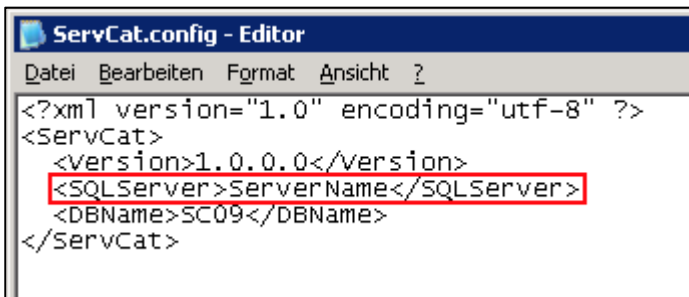 ServCat.config - Editor
Datei Bearbeiten Format Ansicht ?
<?xml version="1.0" encoding="utf-8" ?>
<ServCat>
<Version>1.0.0.0</Version>
<SQLServer>ServerName</SQLServer>
<DBName>SC09</DBName>
</ServCat>